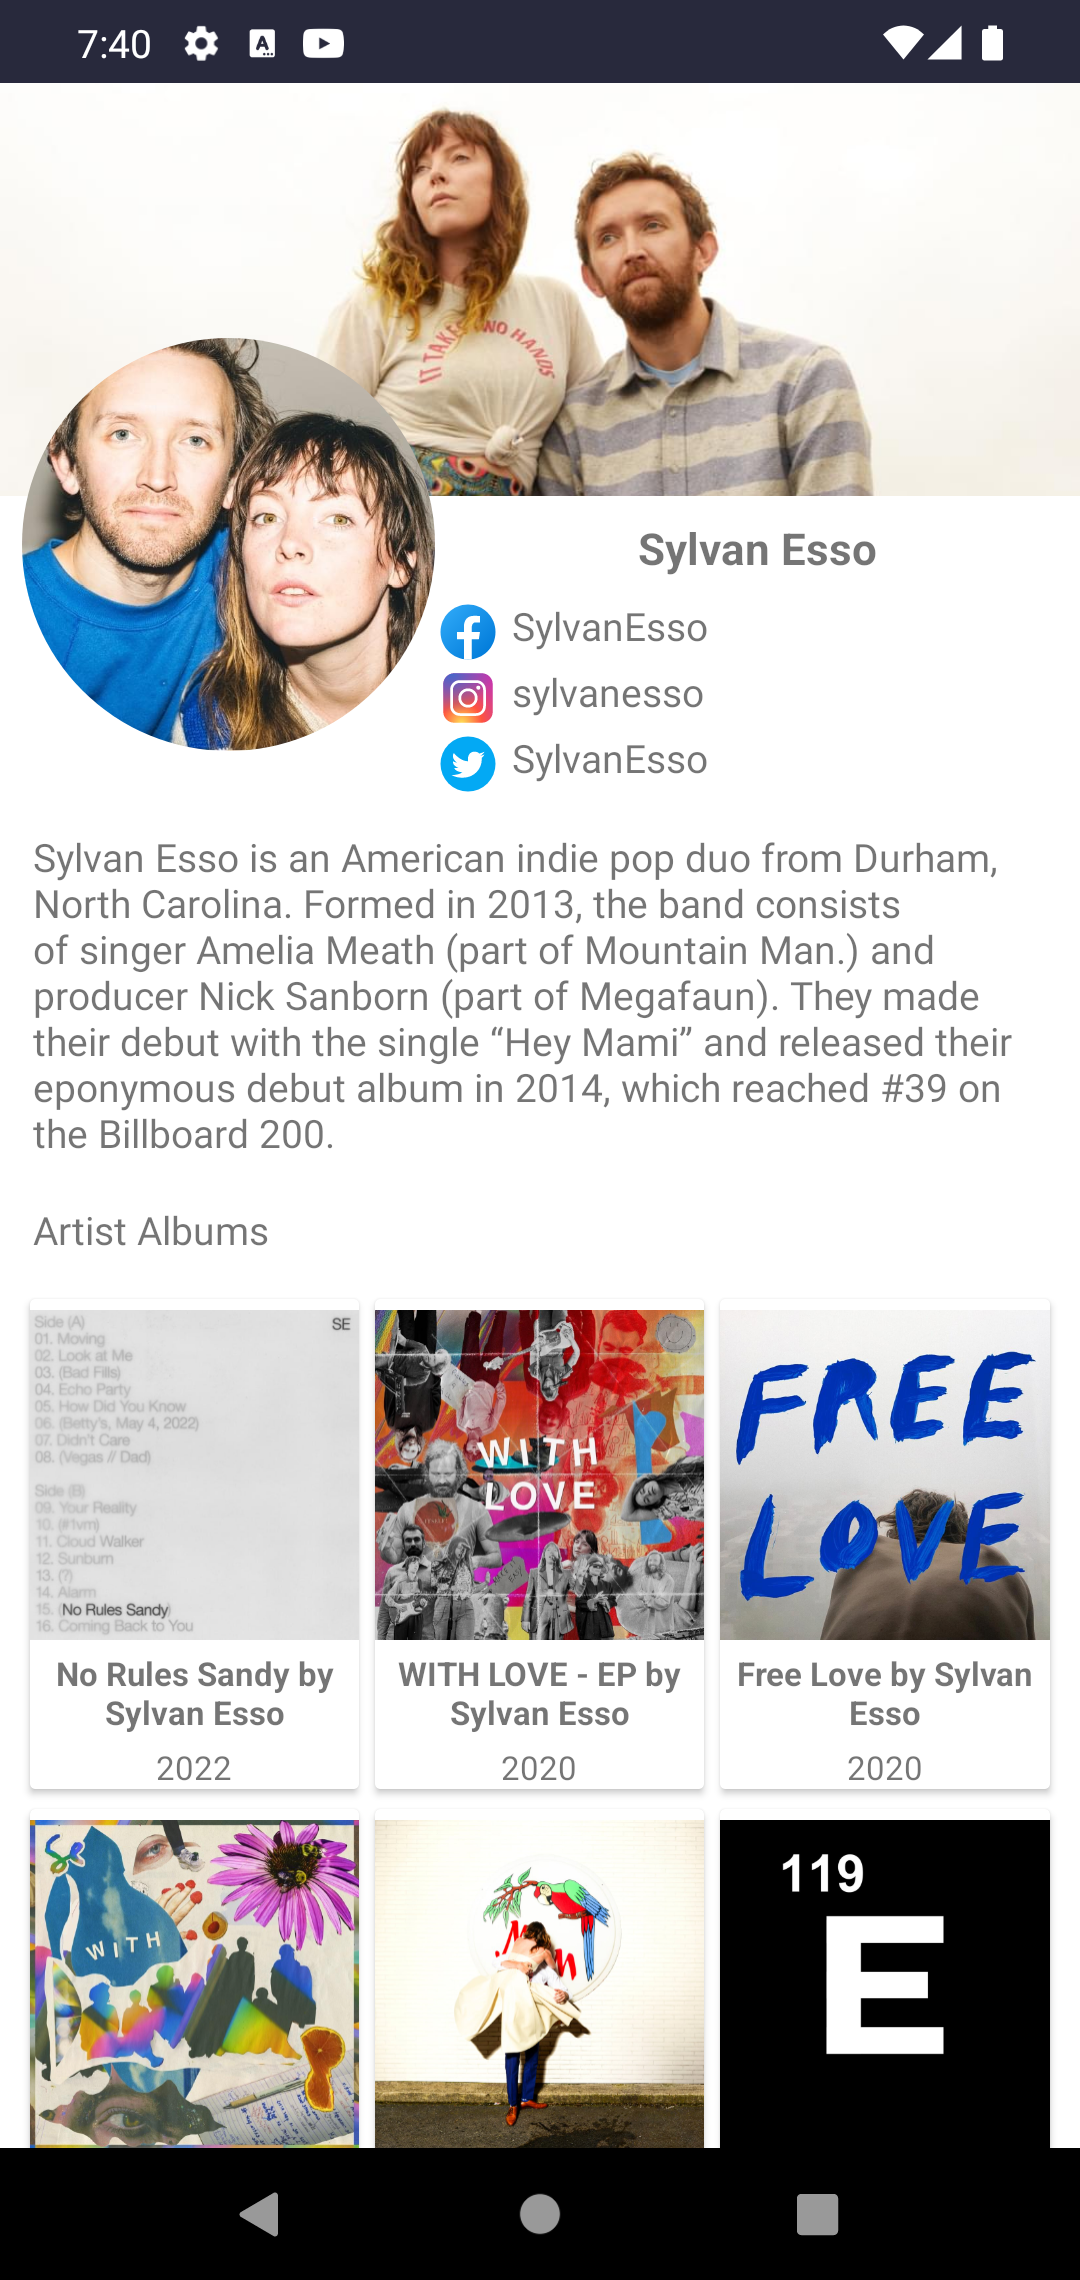 7:40
IT TAKES TWO HANDS
Sylvan Esso
SylvanEsso
sylvanesso
SylvanEsso
Sylvan Esso is an American indie pop duo from Durham,
North Carolina. Formed in 2013, the band consists
of singer Amelia Meath (part of Mountain Man.) and
producer Nick Sanborn (part of Megafaun). They made
their debut with the single “Hey Mami” and released their
eponymous debut album in 2014, which reached #39 on
the Billboard 200.
Artist Albums
Side (A)
SE
01. Moving
02. Look at Me
03. (Bad Fills)
04. Echo Party
05. How Did You Know
06. (Betty's, May 4, 2022)
07. Didn't Care
08. (Vegas // Dad)
Side (B)
09. Your Reality
10. (#1vm)
11. Cloud Walker
12. Sunburn
13. (?)
14. Alarm
15. (No Rules Sandy)
16. Coming Back to You
WITH
LOVE
FREE
LOVE
No Rules Sandy by
Sylvan Esso
2022
WITH LOVE - EP by
Sylvan Esso
2020
Free Love by Sylvan
Esso
2020
WITH
119
E